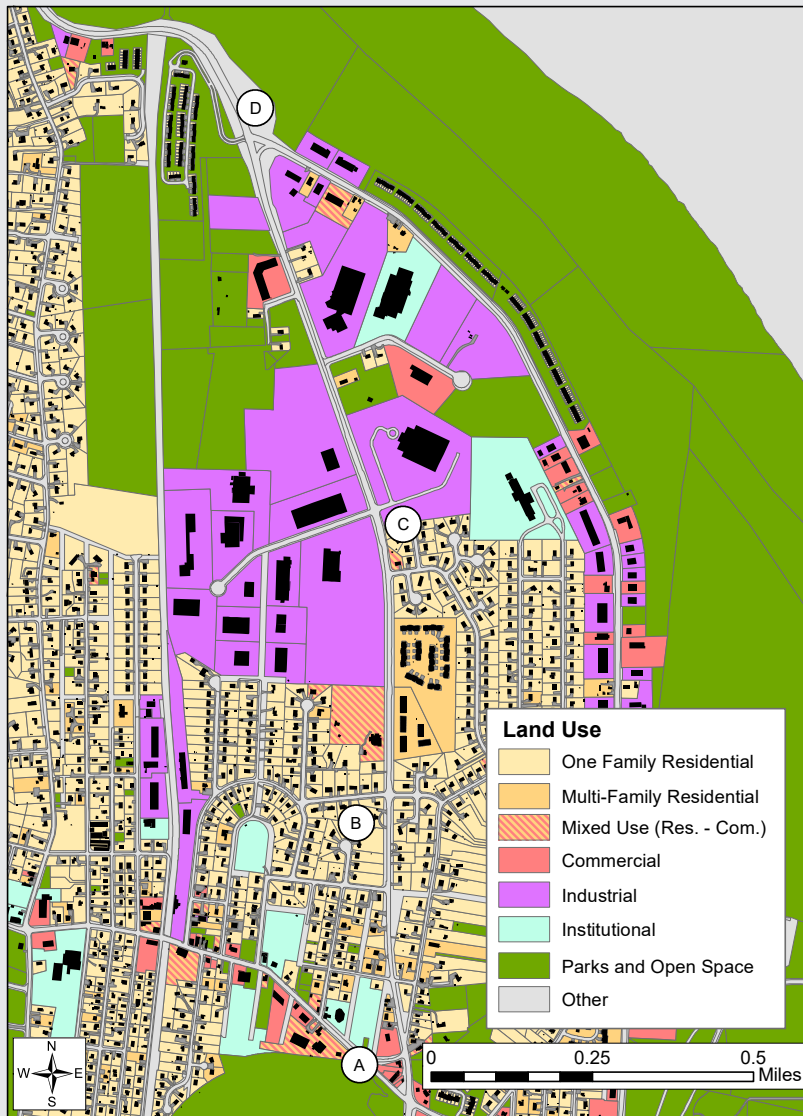 D
C
B
A
Land Use
One Family Residential
Multi-Family Residential
Mixed Use (Res. - Com.)
Commercial
Industrial
Institutional
Parks and Open Space
Other
N
W E
S
0 0.25 0.5
Miles